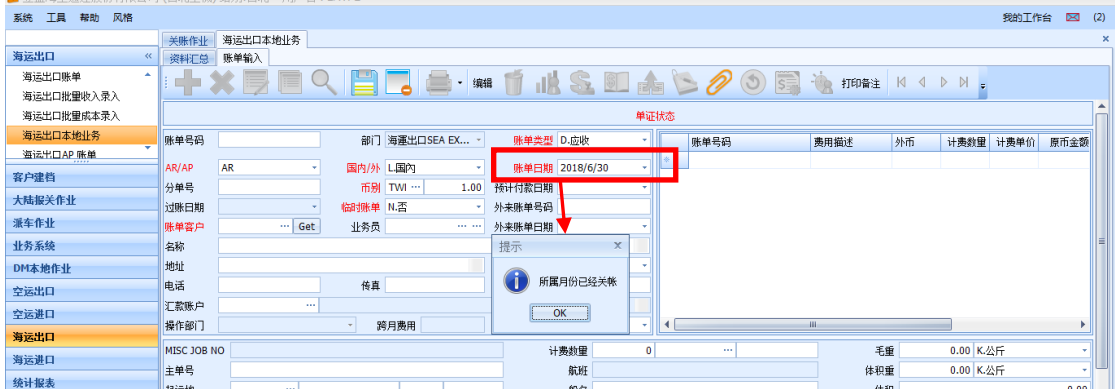 系统 工具 帮助 风格 我的工作台 (2)
关账作业 海运出口本地业务
海运出口
资料汇总 账单输入
海运出口账单
海运出口批量收入录入
海运出口批量成本录入
海运出口本地业务
海运出口AP 账单
客户建档
大陆报关作业
派车作业
业务系统
DM本地作业
空运出口
空运进口
海运出口
海运进口
统计报表
编辑 打印备注
单证状态
账单号码 部门 海運出口SEA EX... 账单类型 D.应收
AR/AP AR 国内/外 L.国内 账单日期 2018/6/30
分单号 币别 TWI ... 1.00 预计付款日期
过账日期 临时账单 N.否 外来账单号码
账单客户 ... Get 业务员 ... ... 外来账单日期
名称
地址
电话 传真
汇款账户 ...
操作部门 跨月费用
账单号码 费用描述 外币 计费数量 计费单价 原币金额
提示 x
所属月份已经关帐
OK
MISC JOB NO 计费数量 0 ... 毛重 0.00 K.公斤
主单号 航班 体积重 0.00 K.公斤